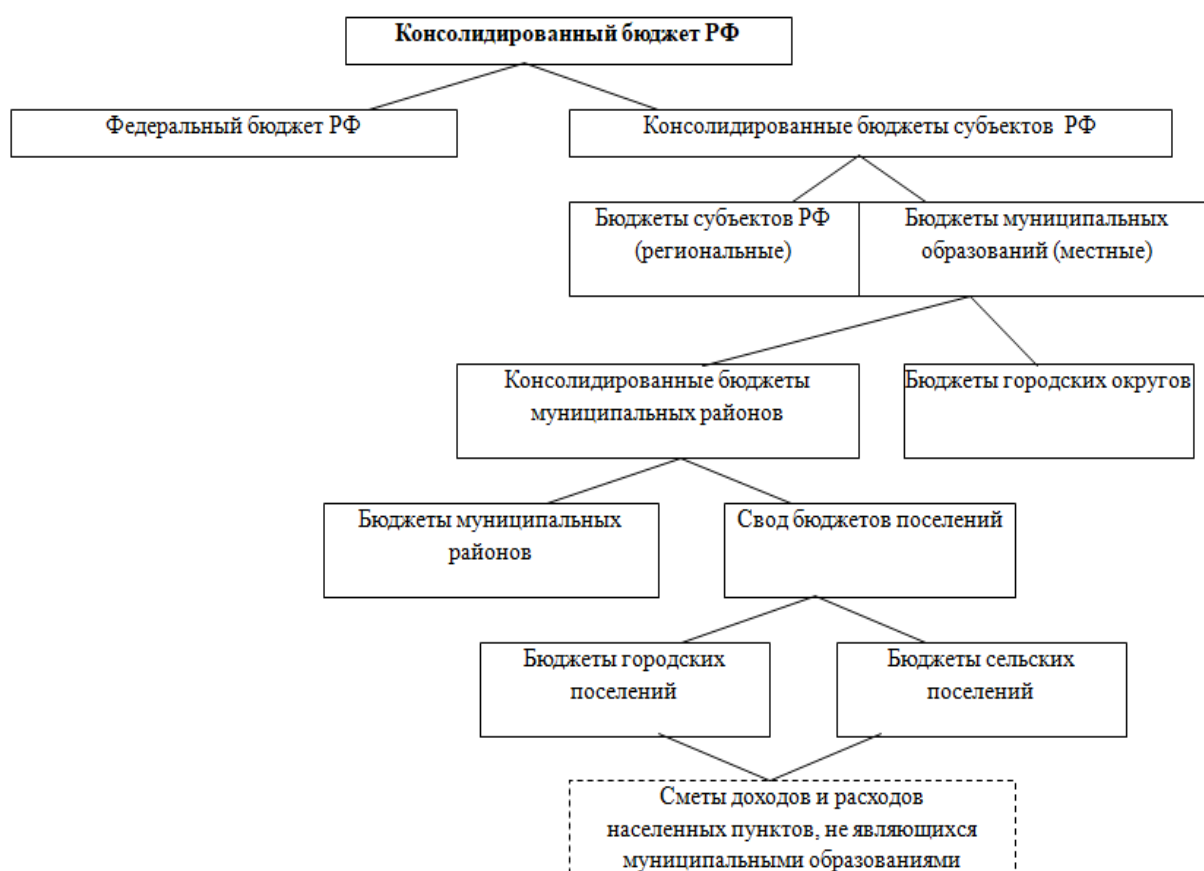 Консолидированный бюджет РФ
Федеральный бюджет РФ
Консолидированные бюджеты субъектов РФ
Бюджеты субъектов РФ
(региональные)
Бюджеты муниципальных
образований (местные)
Консолидированные бюджеты
муниципальных районов
Бюджеты городских округов
Бюджеты муниципальных
районов
Свод бюджетов поселений
Бюджеты городских
поселений
Бюджеты сельских
поселений
Сметы доходов и расходов
населенных пунктов, не являющихся
муниципальными образованиями